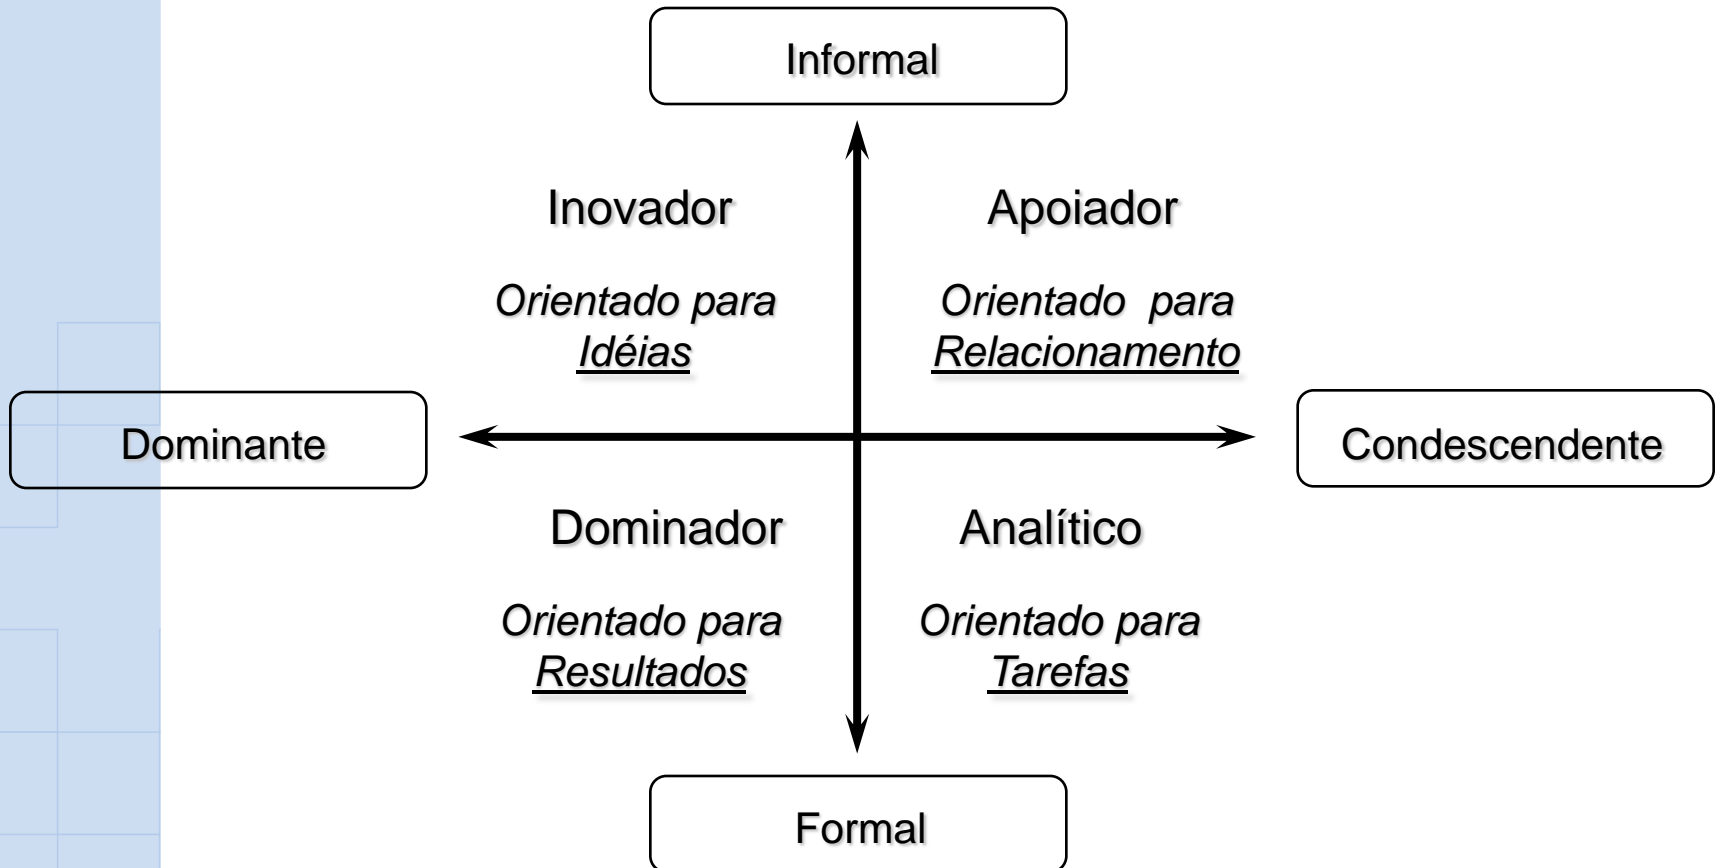 Informal
Inovador
Apoiador
Orientado para
Idéias
Orientado para
Relacionamento
Dominante
Condescendente
Dominador
Analítico
Orientado para
Resultados
Orientado para
Tarefas
Formal